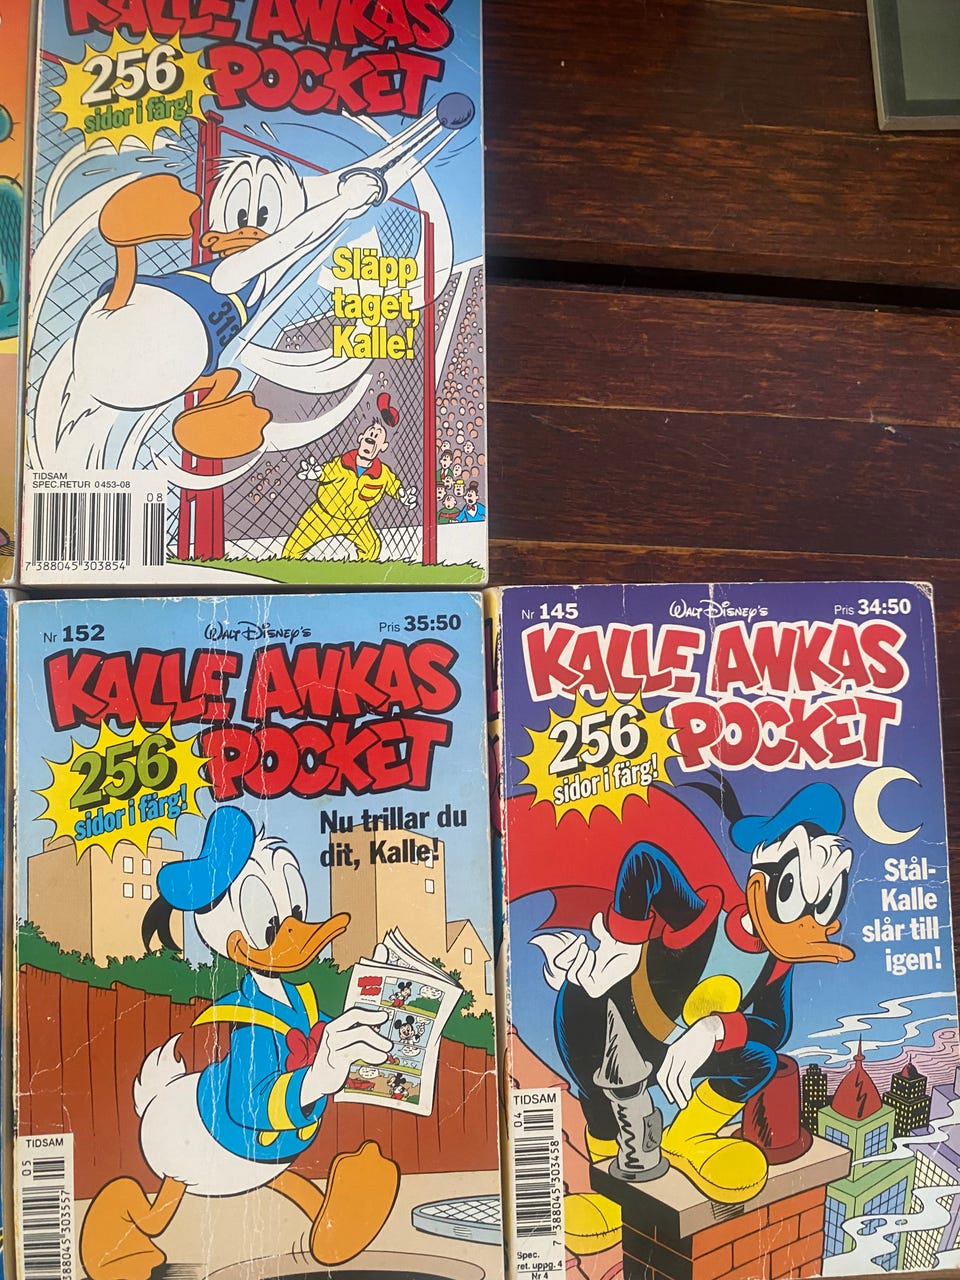 KALLE ANKAS
POCKET
256
sidor i färg!
313
Släpp
taget,
Kalle!
TIDSAM
SPEC.RETUR 0453-08
08
7 388045 303854
Nr 152
WALT DISNEY'S
Pris 35:50
KALLE ANKAS
POCKET
256
sidor i färg!
Nu trillar du
dit, Kalle!
TIDSAM
05
388045 303557
Nr 145
WALT DISNEY'S
Pris 34:50
KALLE ANKAS
POCKET
256
sidor i färg!
Stål-
Kalle
slår till
igen!
TIDSAM
04
7 388045 303458
Spec.
ret. uppg. 4
Nr 4